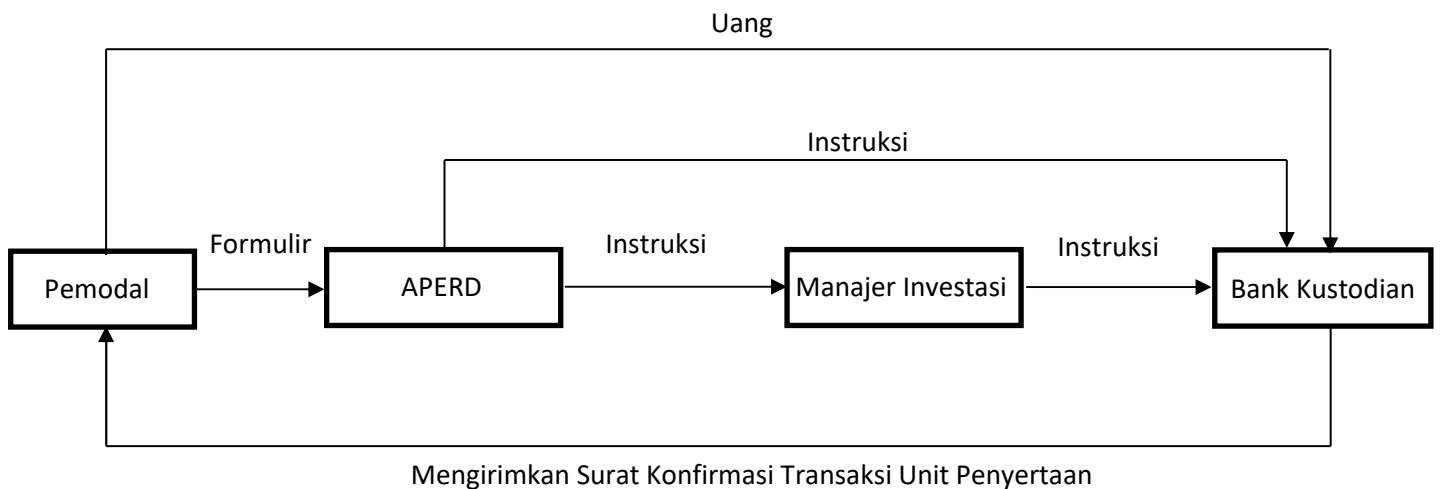 Uang
Instruksi
Formulir
Instruksi
Instruksi
Pemodal
APERD
Manajer Investasi
Bank Kustodian
Mengirimkan Surat Konfirmasi Transaksi Unit Penyertaan